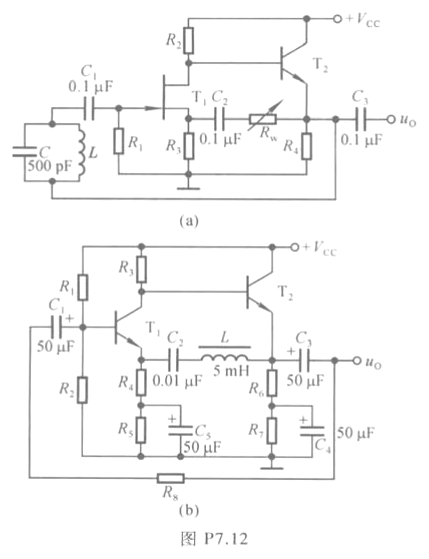 +V_CC
R_2
T_2
C_1
0.1 μF
T_1
C_2
C_3
u_O
0.1 μF
R_w
0.1 μF
C
500 pF
L
R_1
R_3
R_4
(a)
+V_CC
R_1
R_3
T_2
C_1
50 μF
T_1
C_2
L
C_3
u_O
0.01 μF
5 mH
50 μF
R_2
R_4
R_6
R_5
C_5
50 μF
R_7
C_4
50 μF
R_8
(b)
图 P7.12